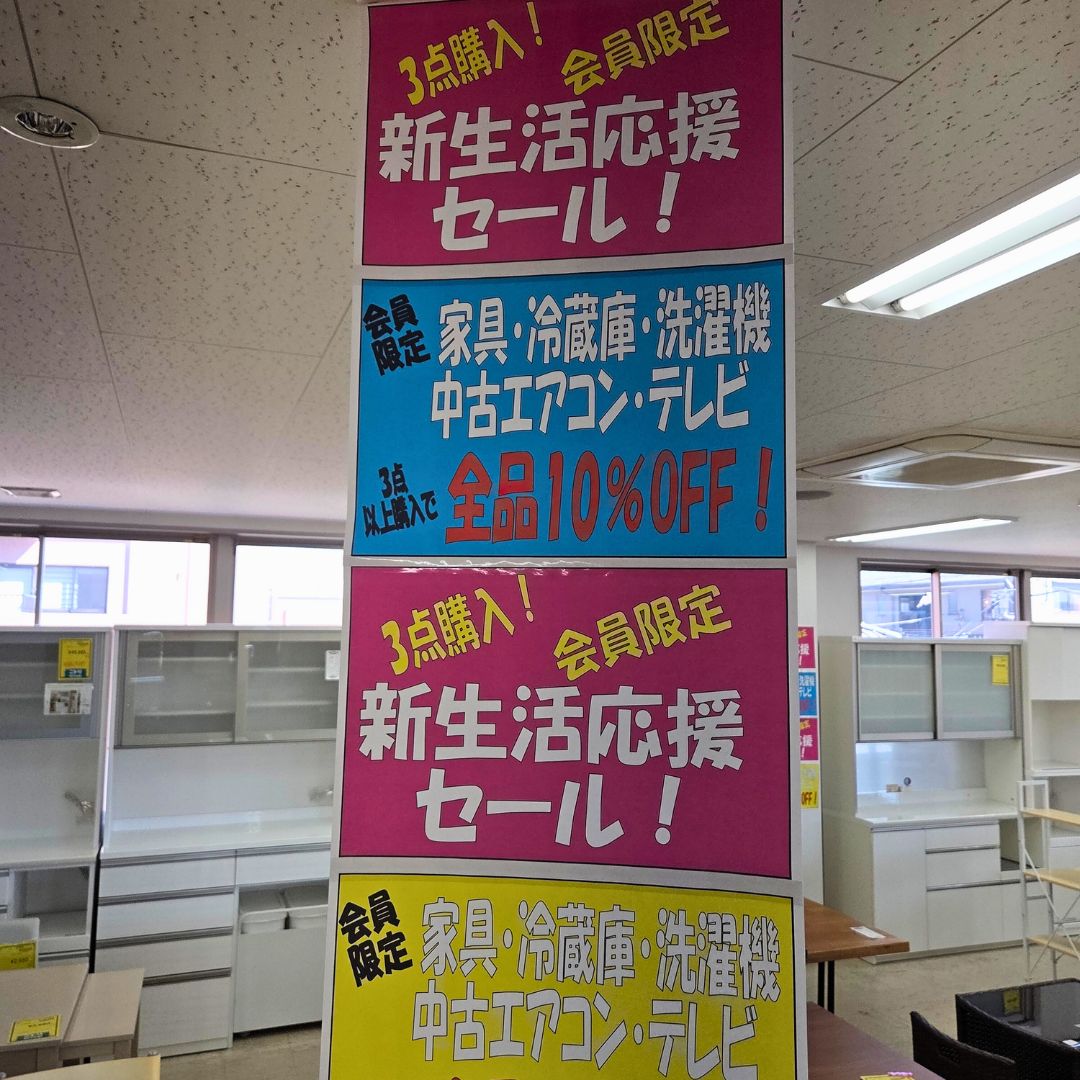 3点購入！
会員限定
新生活応援
セール！
会員
限定
家具・冷蔵庫・洗濯機
中古エアコン・テレビ
3点
以上購入で
全品10％OFF！
3点購入！
会員限定
新生活応援
セール！
会員
限定
家具・冷蔵庫・洗濯機
中古エアコン・テレビ